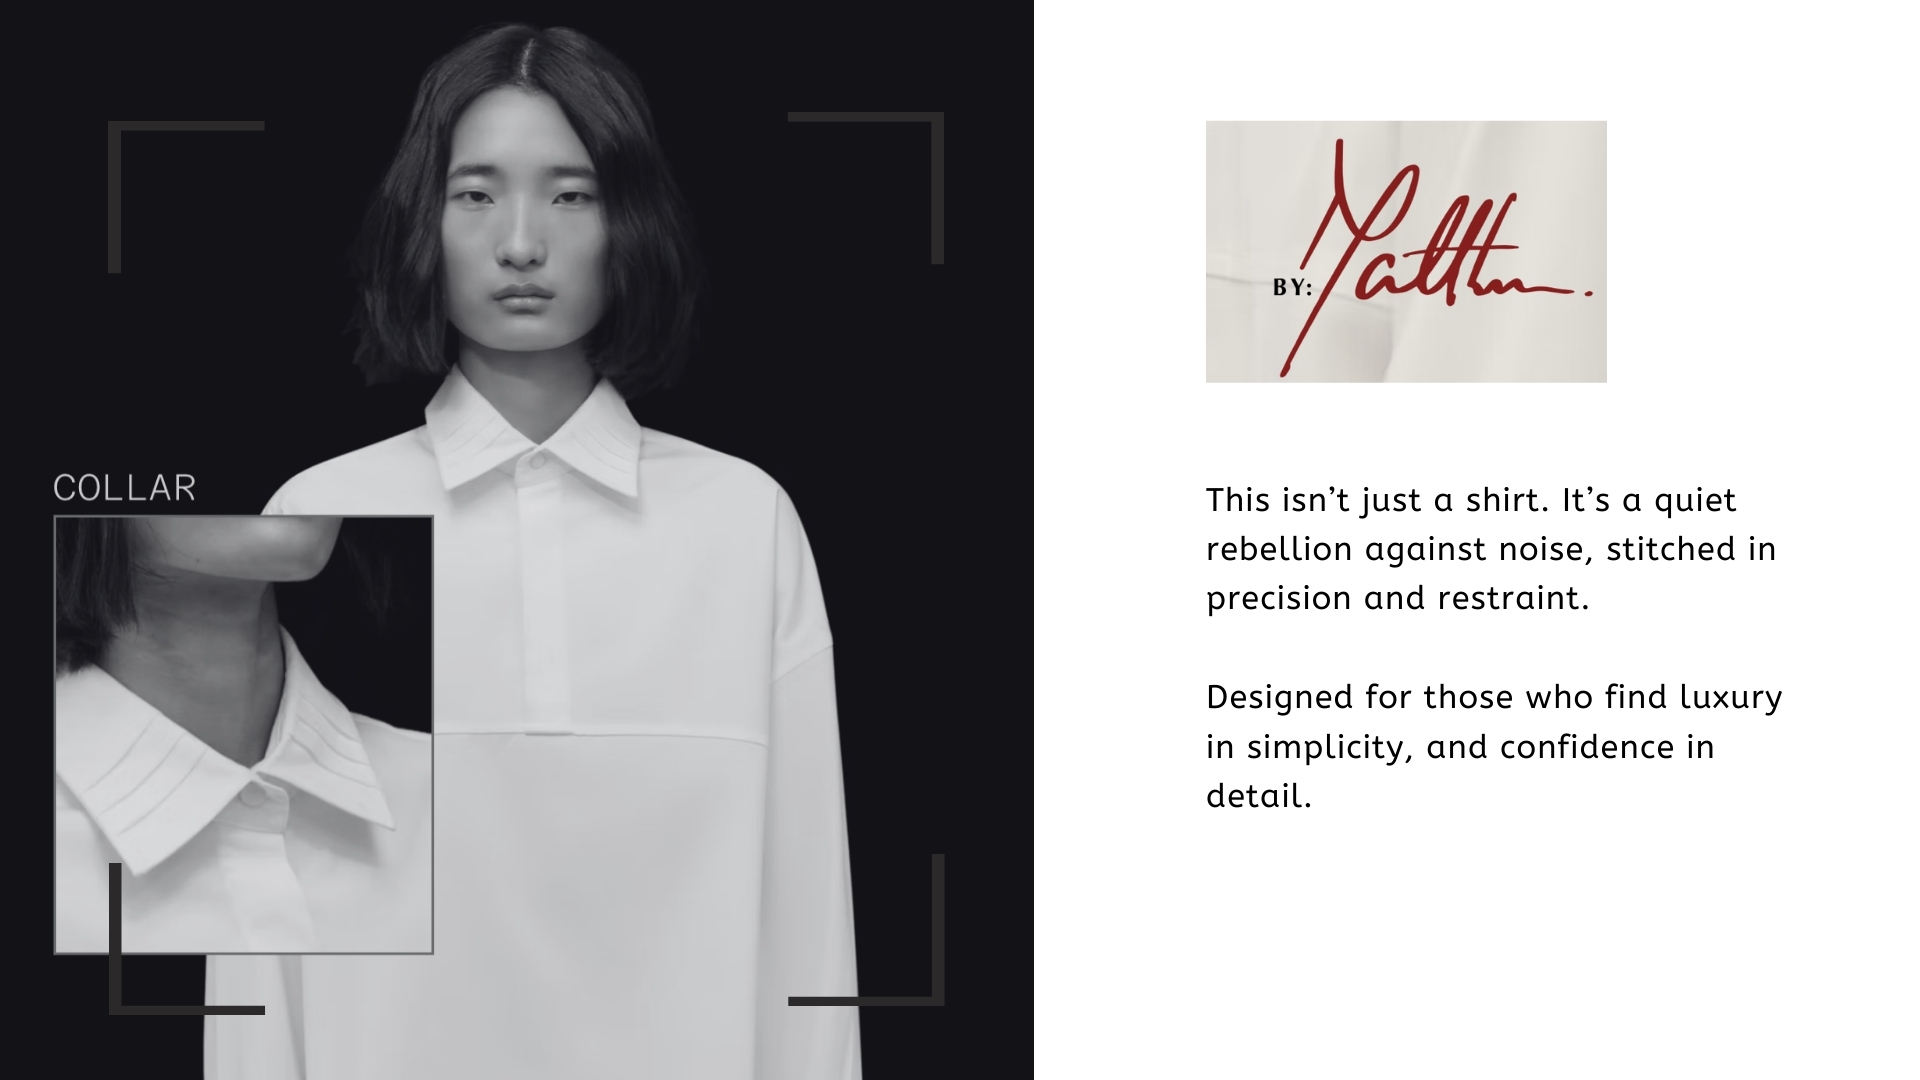 COLLAR
BY:
This isn’t just a shirt. It’s a quiet
rebellion against noise, stitched in
precision and restraint.
Designed for those who find luxury
in simplicity, and confidence in
detail.